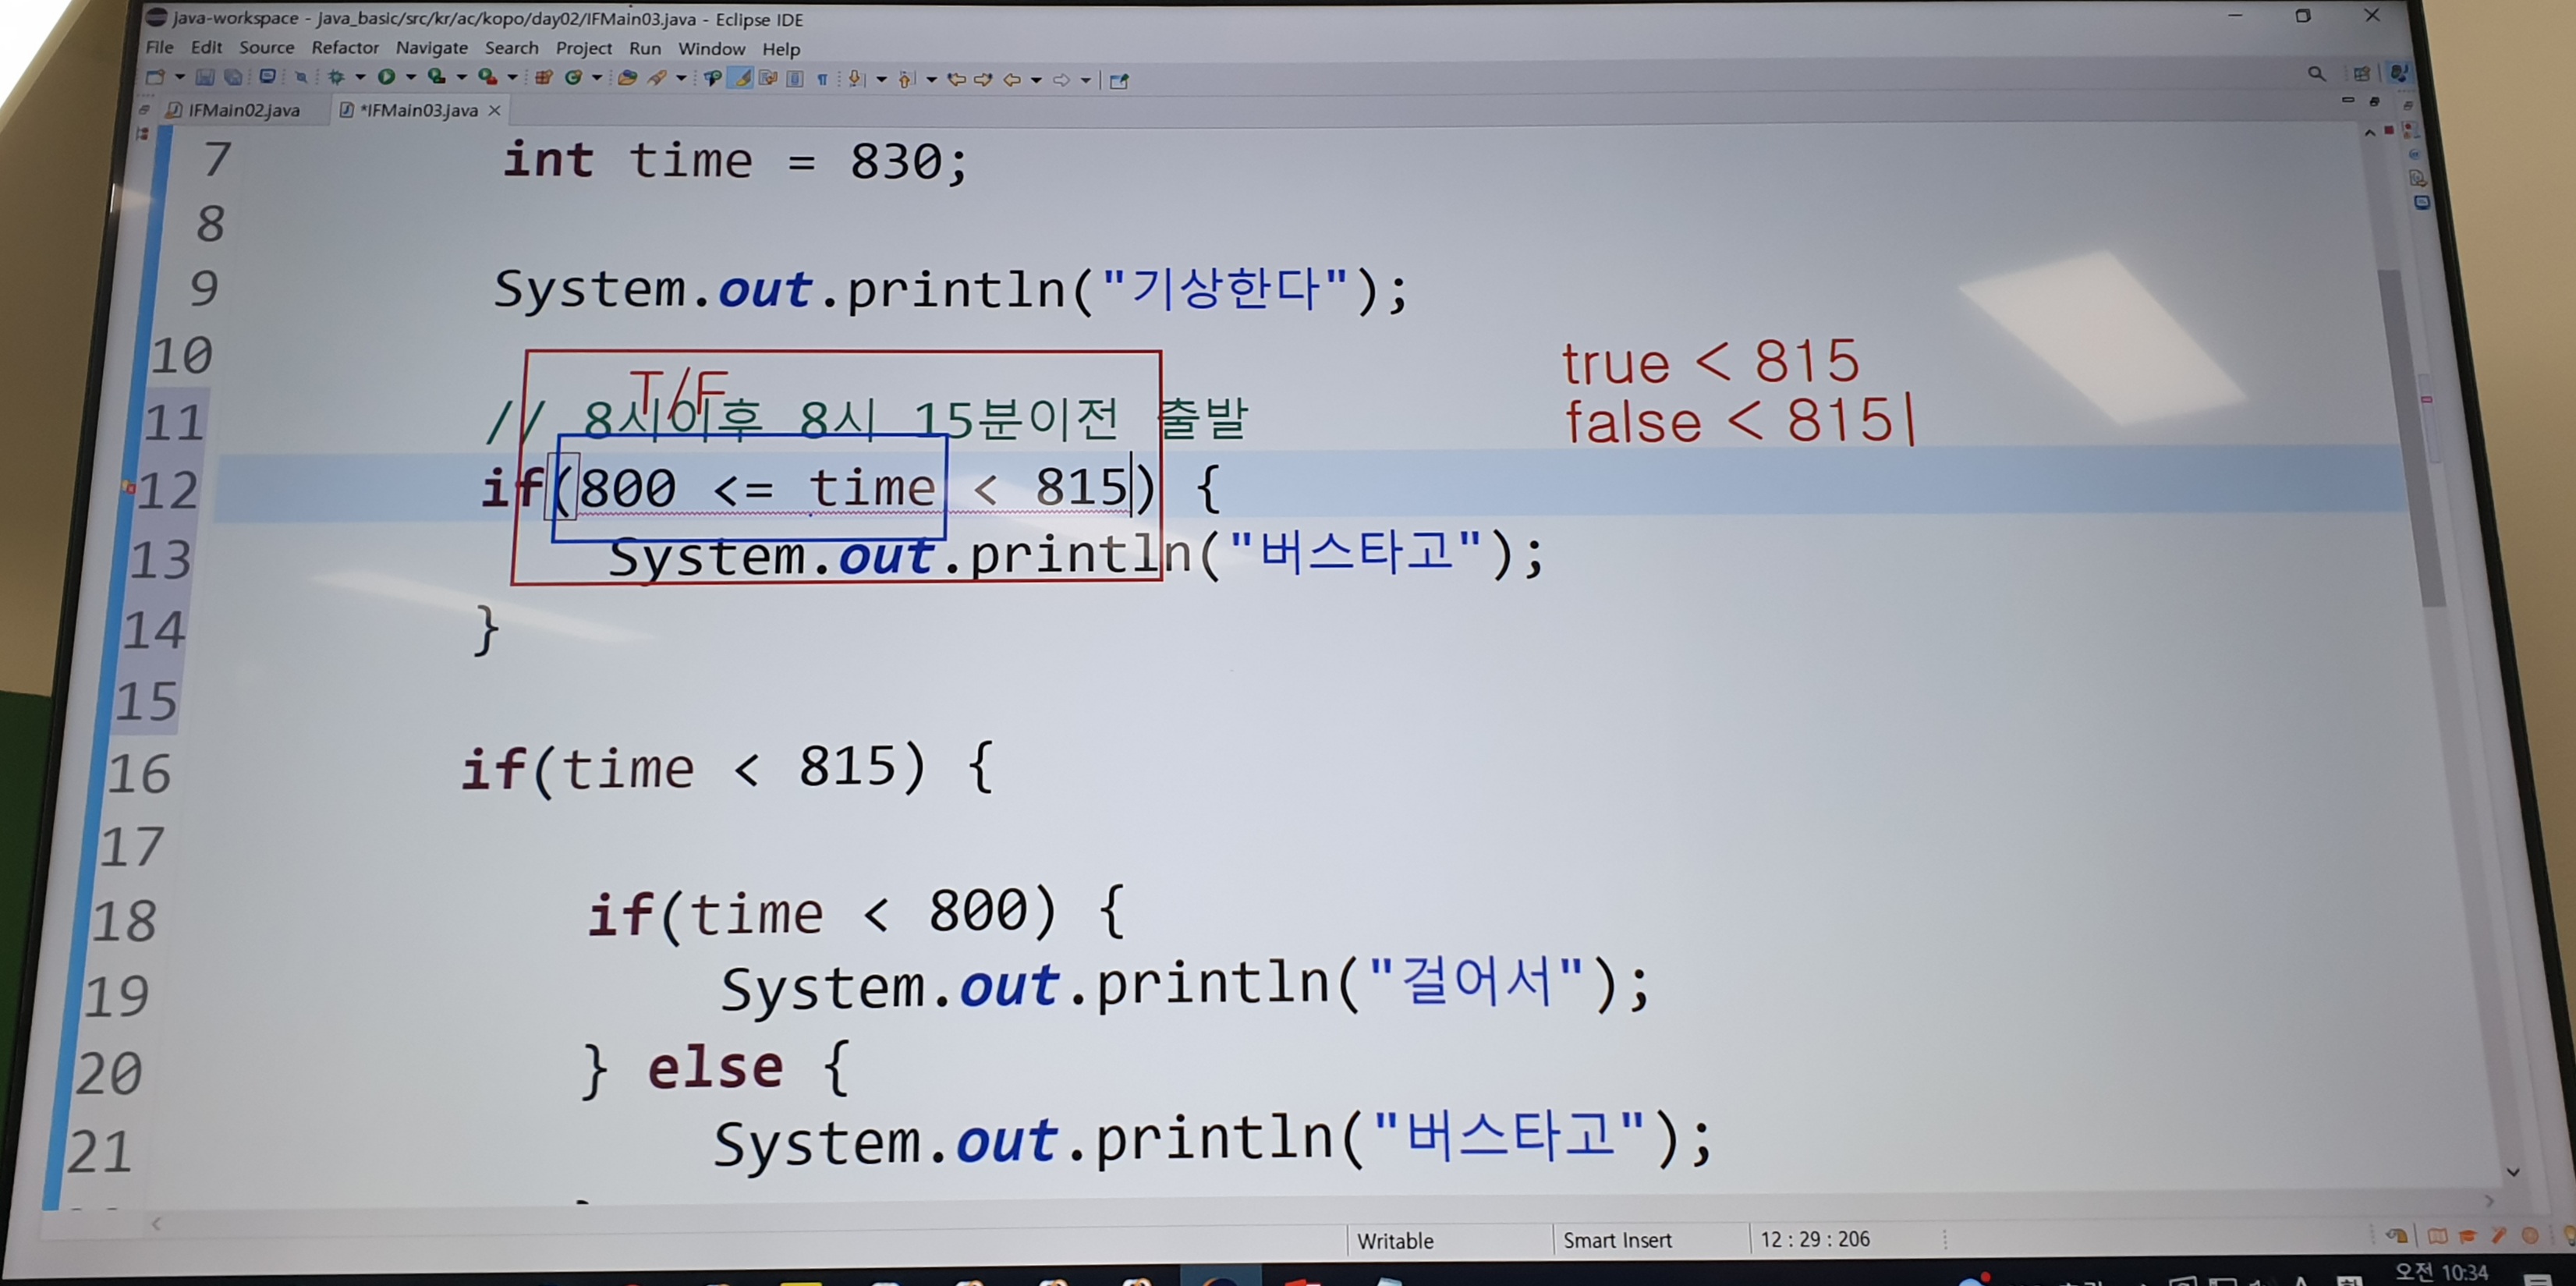 java-workspace - Java_basic/src/kr/ac/kopo/day02/IFMain03.java - Eclipse IDE
File Edit Source Refactor Navigate Search Project Run Window Help
IFMain02.java *IFMain03.java
7 int time = 830;
8
9 System.out.println("기상한다");
10
T/F
true < 815
11 // 8시이후 8시 15분이전 출발
false < 815|
12 if(800 <= time < 815) {
13 System.out.println("버스타고");
14 }
15
16 if(time < 815) {
17
18 if(time < 800) {
19 System.out.println("걸어서");
20 } else {
21 System.out.println("버스타고");
Writable Smart Insert 12 : 29 : 206
오전 10:34